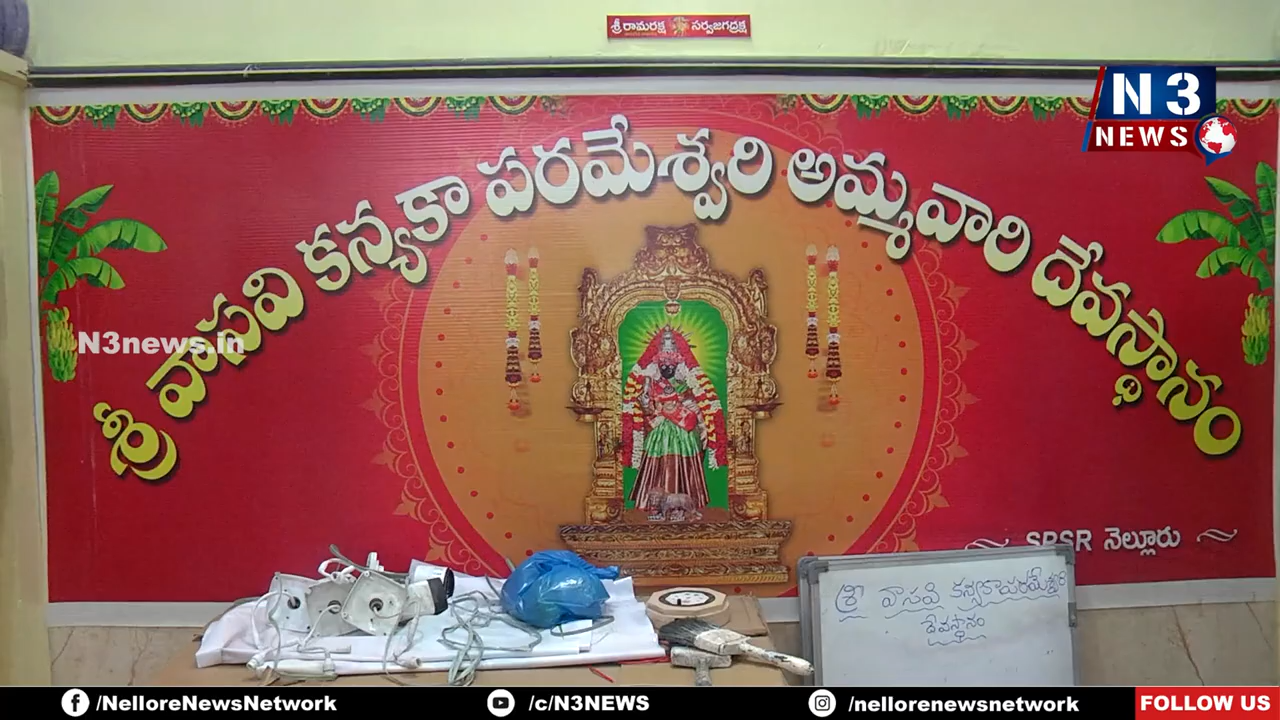 శ్రీ రామరక్ష సర్వజగద్రక్ష
N3
NEWS
శ్రీ వాసవి కన్యకా పరమేశ్వరి అమ్మవారి దేవస్థానం
N3news.in
SPSR నెల్లూరు
శ్రీ వాసవి కన్యకాపరమేశ్వరి
దేవస్థానం
/NelloreNewsNetwork
/c/N3NEWS
/nellorenewsnetwork
FOLLOW US